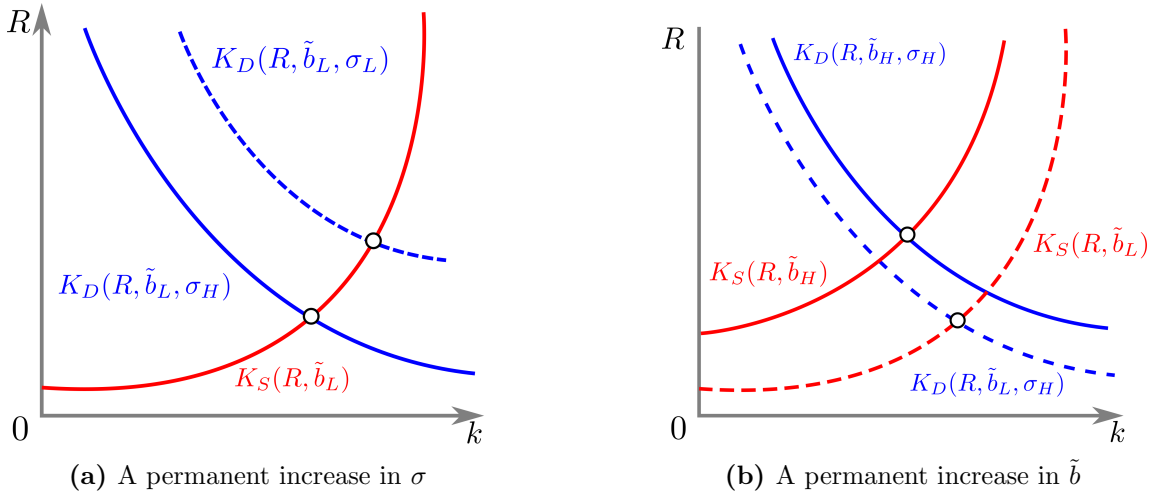 R
K_D(R, b̃_L, σ_L)
K_D(R, b̃_L, σ_H)
K_S(R, b̃_L)
0
k
(a) A permanent increase in σ
R
K_D(R, b̃_H, σ_H)
K_S(R, b̃_L)
K_S(R, b̃_H)
K_D(R, b̃_L, σ_H)
0
k
(b) A permanent increase in b̃